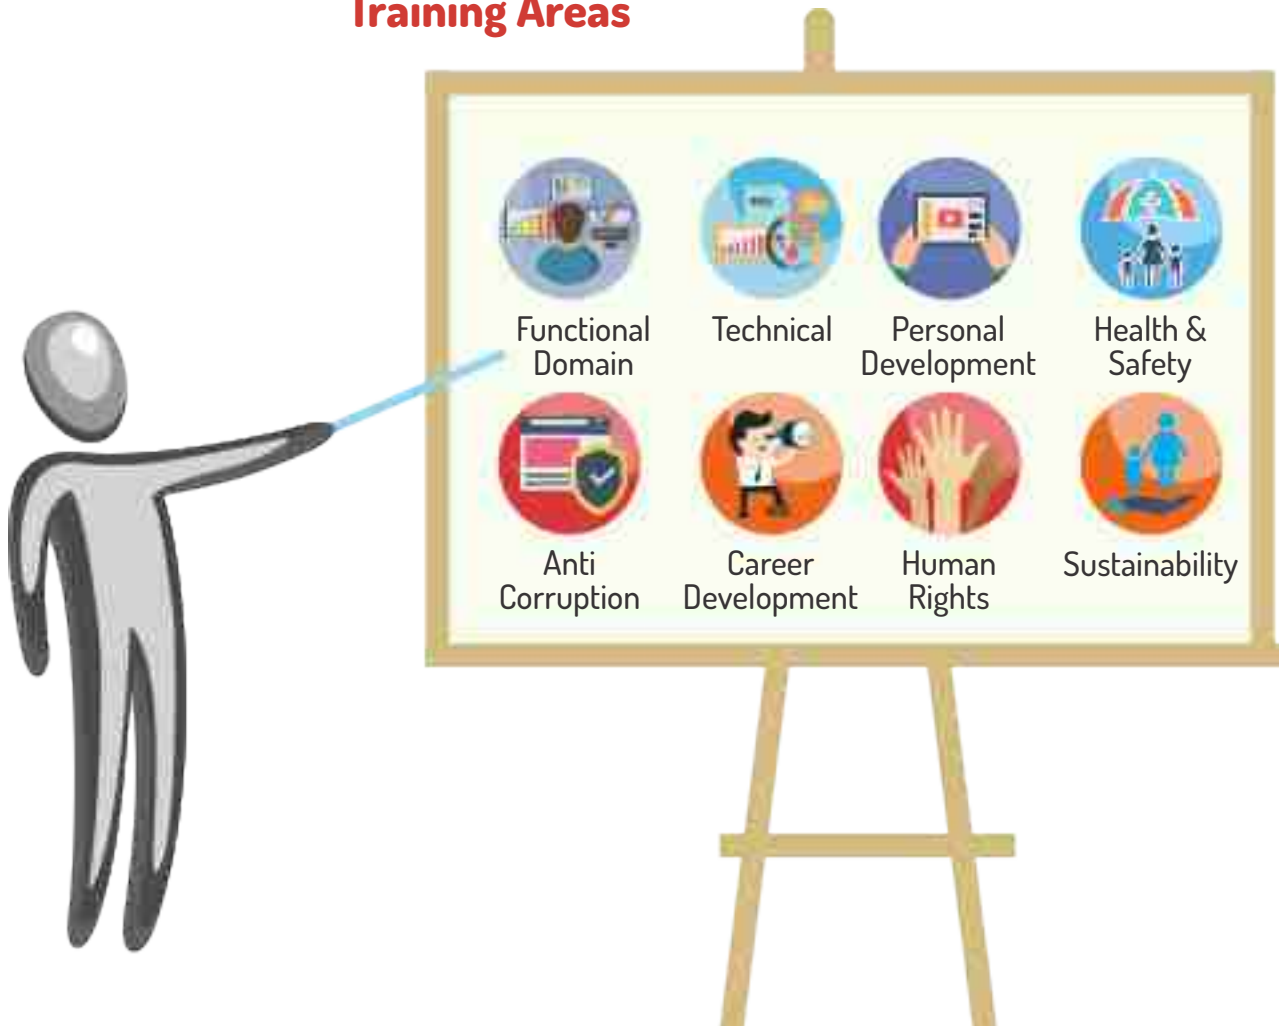 Training Areas
Functional
Domain
Technical
Personal
Development
Health &
Safety
Anti
Corruption
Career
Development
Human
Rights
Sustainability